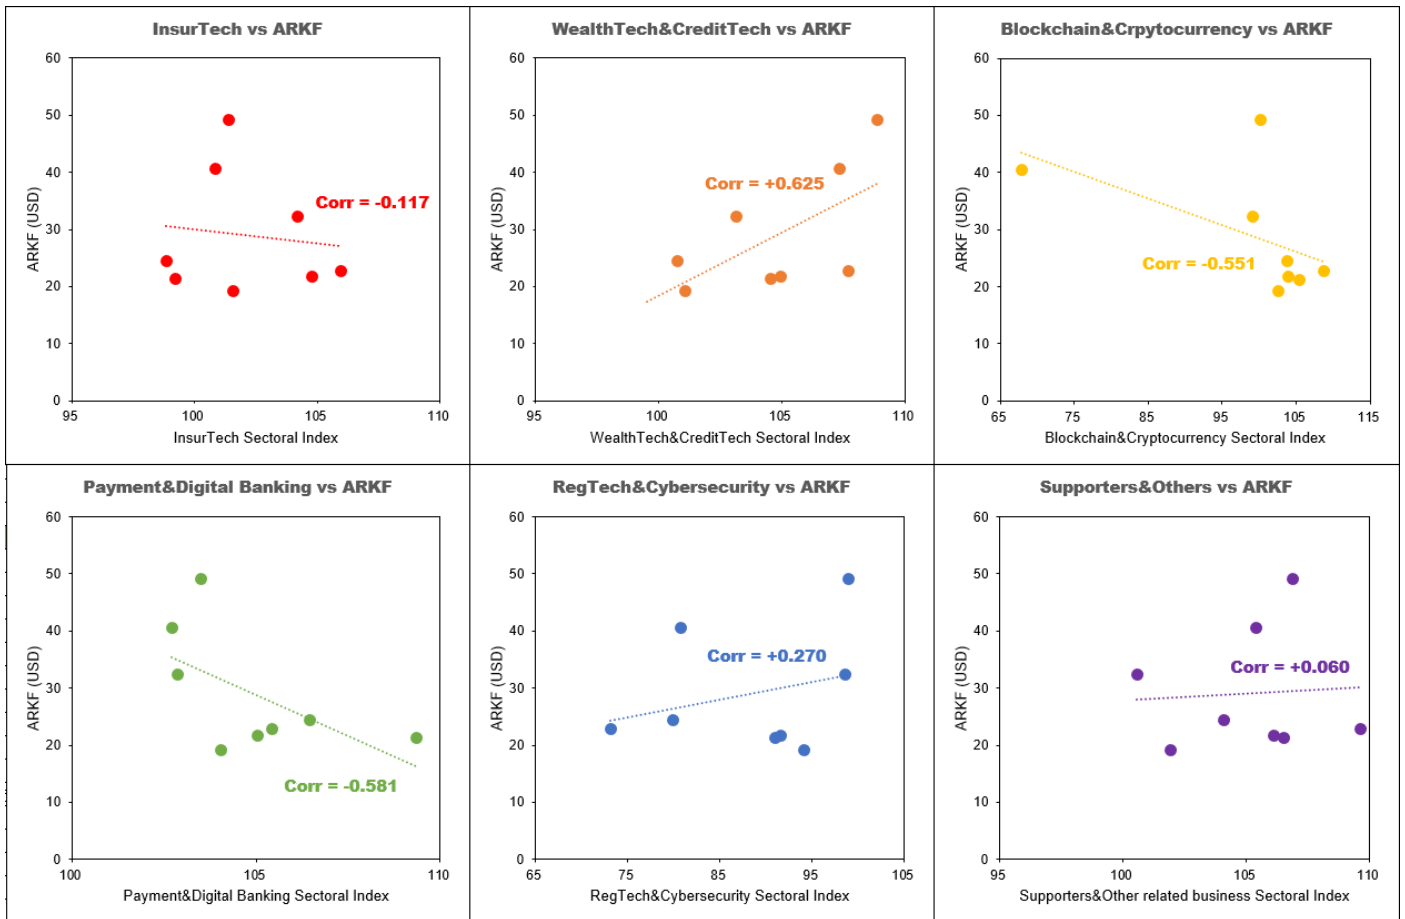 InsurTech vs ARKF
60
50
40
30
20
10
0
ARKF (USD)
Corr = -0.117
95
100
105
110
InsurTech Sectoral Index
WealthTech&CreditTech vs ARKF
60
50
40
30
20
10
0
ARKF (USD)
Corr = +0.625
95
100
105
110
WealthTech&CreditTech Sectoral Index
Blockchain&Crpytocurrency vs ARKF
60
50
40
30
20
10
0
ARKF (USD)
Corr = -0.551
65
75
85
95
105
115
Blockchain&Cryptocurrency Sectoral Index
Payment&Digital Banking vs ARKF
60
50
40
30
20
10
0
ARKF (USD)
Corr = -0.581
100
105
110
Payment&Digital Banking Sectoral Index
RegTech&Cybersecurity vs ARKF
60
50
40
30
20
10
0
ARKF (USD)
Corr = +0.270
65
75
85
95
105
RegTech&Cybersecurity Sectoral Index
Supporters&Others vs ARKF
60
50
40
30
20
10
0
ARKF (USD)
Corr = +0.060
95
100
105
110
Supporters&Other related business Sectoral Index